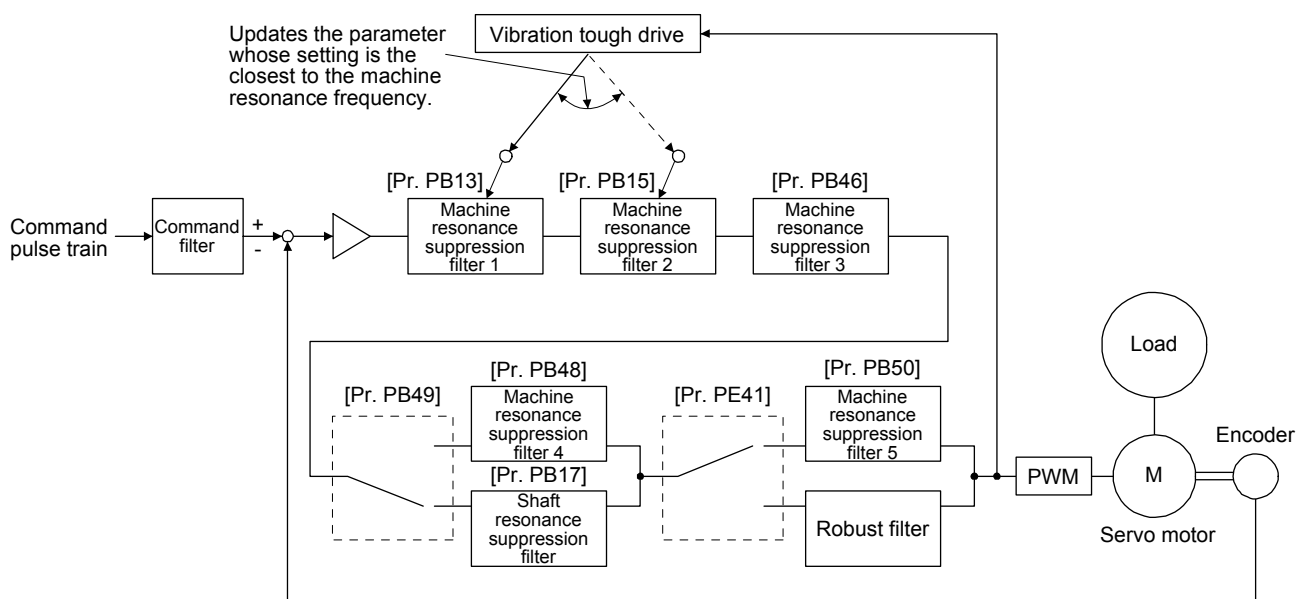 Updates the parameter
whose setting is the
closest to the machine
resonance frequency.
Vibration tough drive
[Pr. PB13]
[Pr. PB15]
[Pr. PB46]
Command
pulse train
Command
filter
+
-
Machine
resonance
suppression
filter 1
Machine
resonance
suppression
filter 2
Machine
resonance
suppression
filter 3
Load
[Pr. PB49]
[Pr. PB48]
Machine
resonance
suppression
filter 4
[Pr. PB17]
Shaft
resonance
suppression
filter
[Pr. PE41]
[Pr. PB50]
Machine
resonance
suppression
filter 5
Robust filter
PWM
M
Servo motor
Encoder